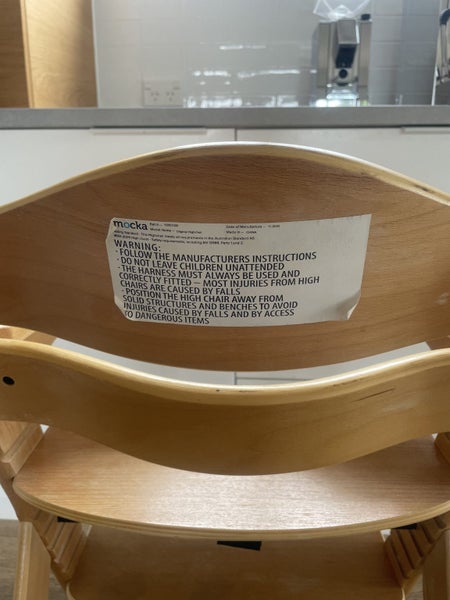 mocka
WARNING:
- FOLLOW THE MANUFACTURERS INSTRUCTIONS
- DO NOT LEAVE CHILDREN UNATTENDED
- THE HARNESS MUST ALWAYS BE USED AND
CORRECTLY FITTED – MOST INJURIES FROM HIGH
CHAIRS ARE CAUSED BY FALLS
- POSITION THE HIGH CHAIR AWAY FROM
SOLID STRUCTURES AND BENCHES TO AVOID
INJURIES CAUSED BY FALLS AND BY ACCESS
TO DANGEROUS ITEMS